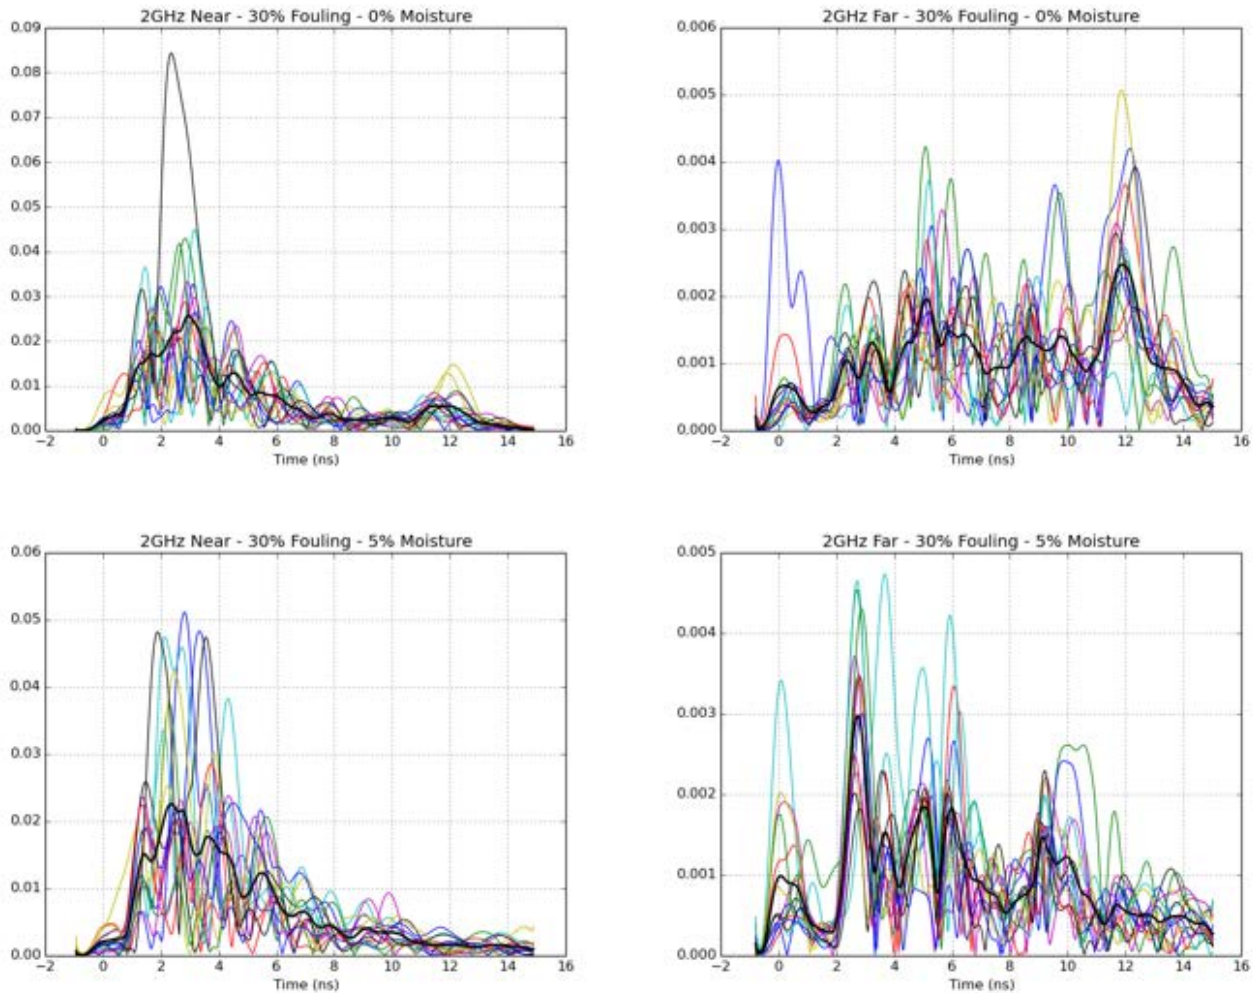 2GHz Near - 30% Fouling - 0% Moisture
0.09
0.08
0.07
0.06
0.05
0.04
0.03
0.02
0.01
0.00
−2 0 2 4 6 8 10 12 14 16
Time (ns)
2GHz Far - 30% Fouling - 0% Moisture
0.006
0.005
0.004
0.003
0.002
0.001
0.000
−2 0 2 4 6 8 10 12 14 16
Time (ns)
2GHz Near - 30% Fouling - 5% Moisture
0.06
0.05
0.04
0.03
0.02
0.01
0.00
−2 0 2 4 6 8 10 12 14 16
Time (ns)
2GHz Far - 30% Fouling - 5% Moisture
0.005
0.004
0.003
0.002
0.001
0.000
−2 0 2 4 6 8 10 12 14 16
Time (ns)